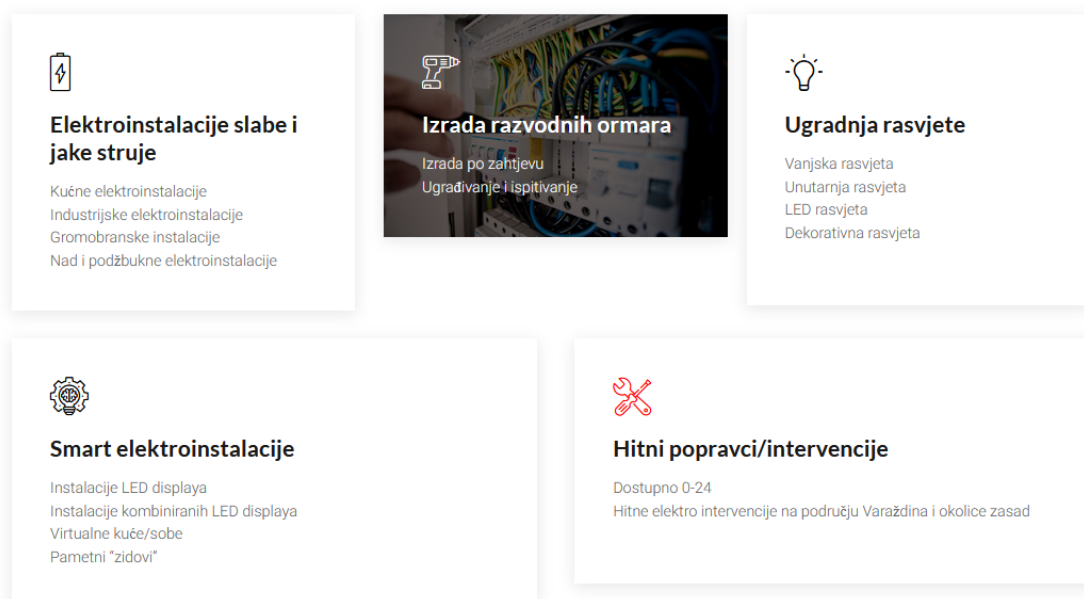 Elektroinstalacije slabe i
jake struje
Kućne elektroinstalacije
Industrijske elektroinstalacije
Gromobranske instalacije
Nad i podžbukne elektroinstalacije
Izrada razvodnih ormara
Izrada po zahtjevu
Ugrađivanje i ispitivanje
Ugradnja rasvjete
Vanjska rasvjeta
Unutarnja rasvjeta
LED rasvjeta
Dekorativna rasvjeta
Smart elektroinstalacije
Instalacije LED displaya
Instalacije kombiniranih LED displaya
Virtualne kuće/sobe
Pametni “zidovi”
Hitni popravci/intervencije
Dostupno 0-24
Hitne elektro intervencije na području Varaždina i okolice zasad